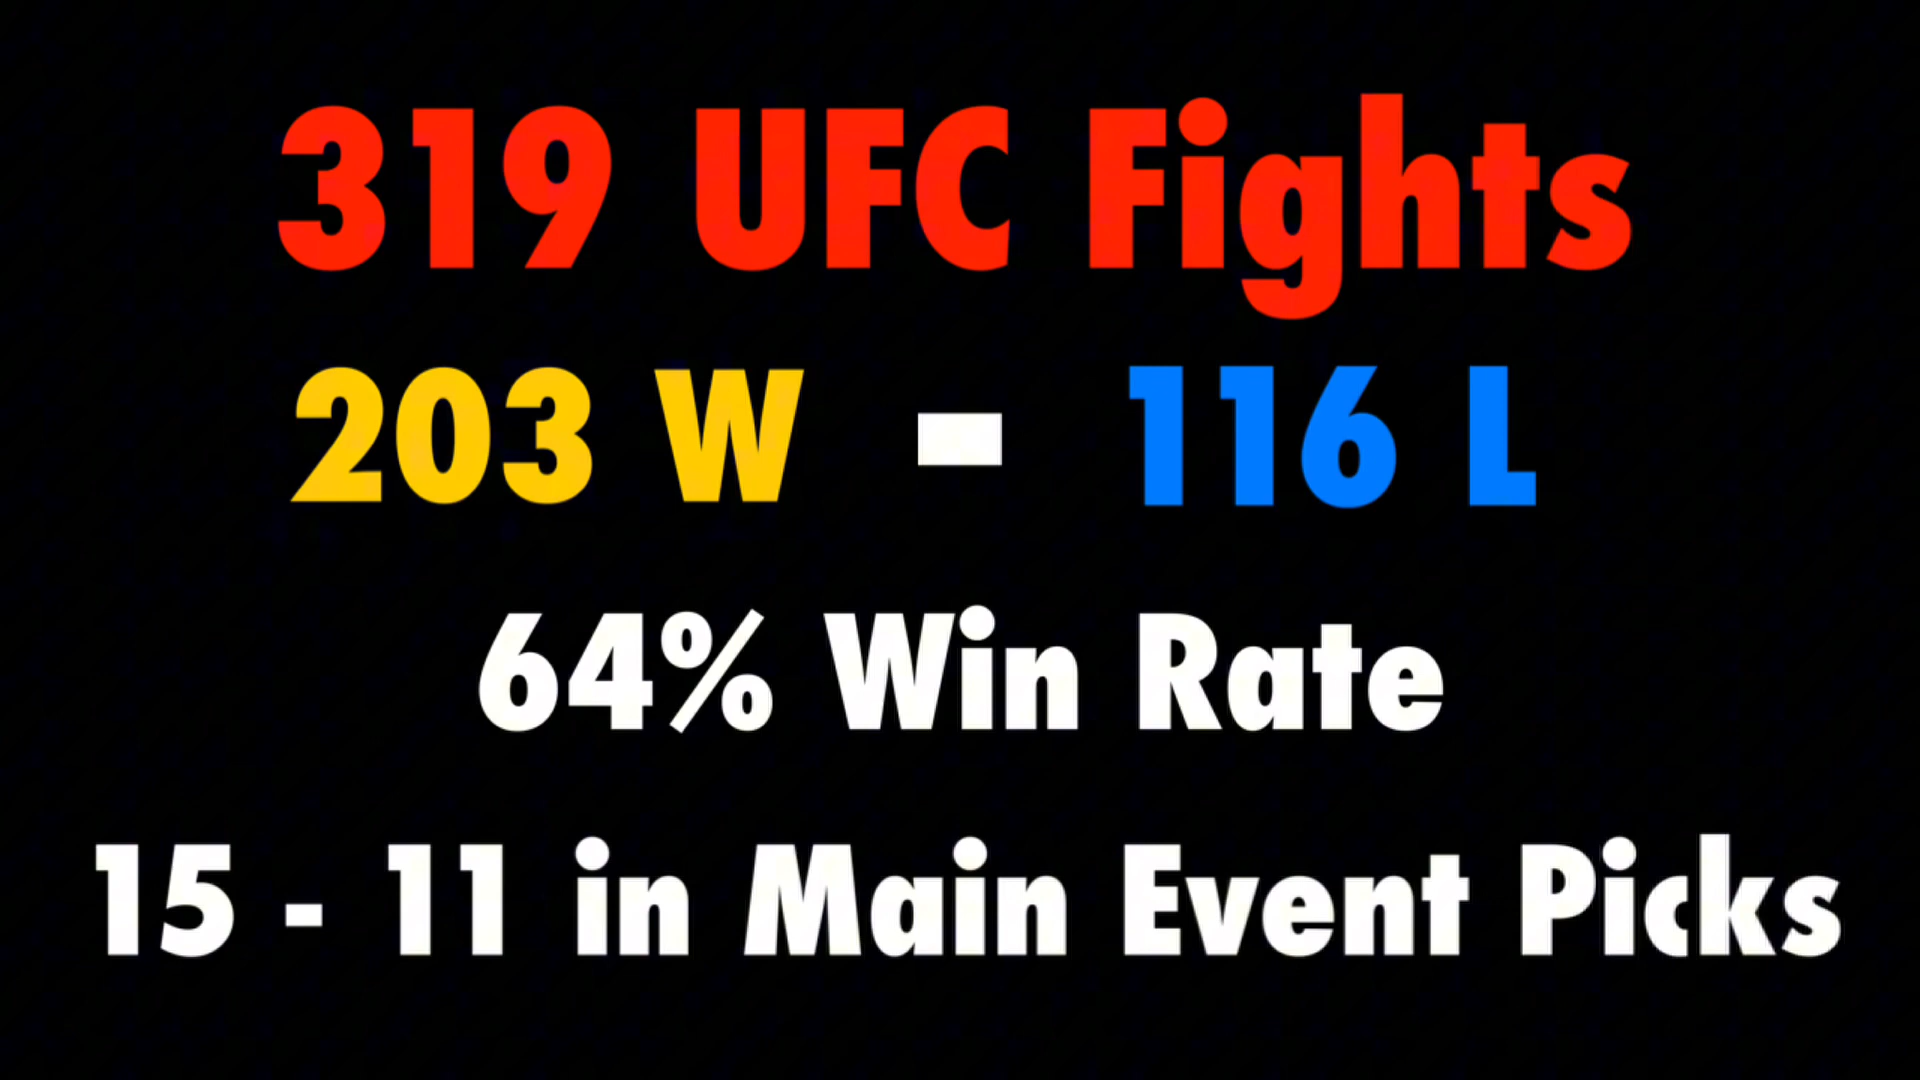 319 UFC Fights
203 W - 116 L
64% Win Rate
15 - 11 in Main Event Picks